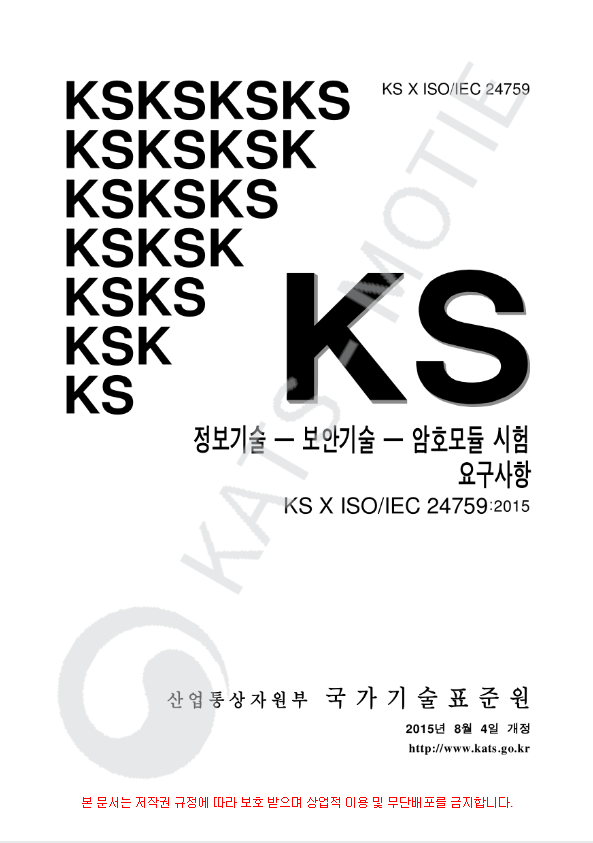 KS X ISO/IEC 24759
KSKSKSKS
KSKSKSK
KSKSKS
KSKSK
KSKS
KSK
KS
KS
정보기술 — 보안기술 — 암호모듈 시험
요구사항
KS X ISO/IEC 24759:2015
산업통상자원부 국가기술표준원
2015년 8월 4일 개정
http://www.kats.go.kr
본 문서는 저작권 규정에 따라 보호 받으며 상업적 이용 및 무단배포를 금지합니다.
KATS - MOTIE